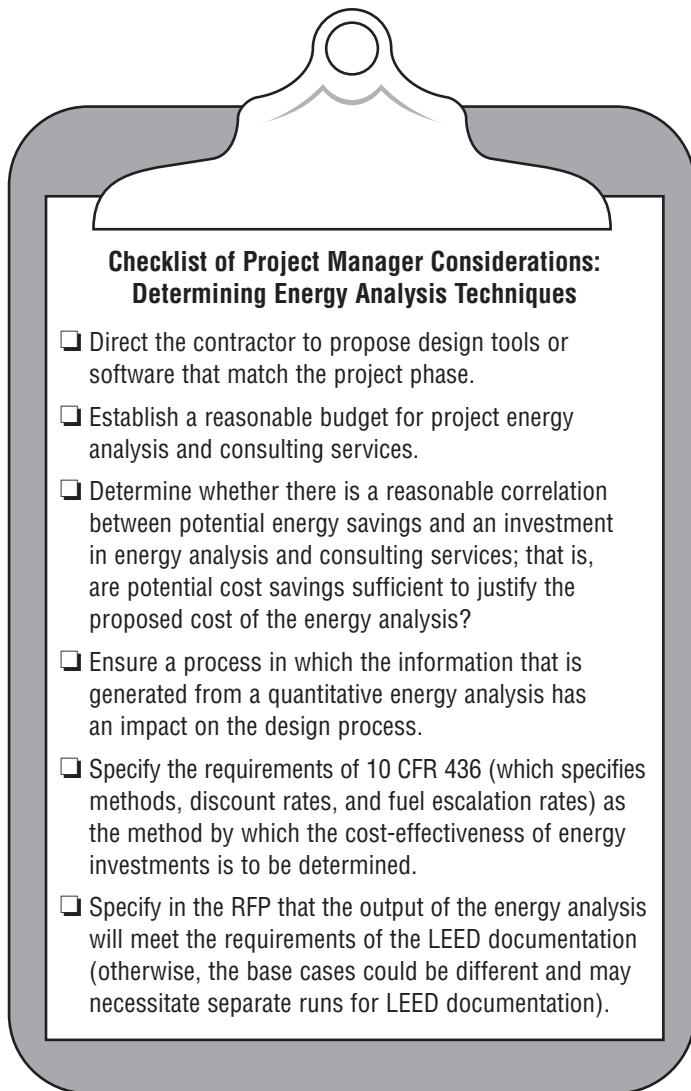 Checklist of Project Manager Considerations:
Determining Energy Analysis Techniques
❏ Direct the contractor to propose design tools or
software that match the project phase.
❏ Establish a reasonable budget for project energy
analysis and consulting services.
❏ Determine whether there is a reasonable correlation
between potential energy savings and an investment
in energy analysis and consulting services; that is,
are potential cost savings sufficient to justify the
proposed cost of the energy analysis?
❏ Ensure a process in which the information that is
generated from a quantitative energy analysis has
an impact on the design process.
❏ Specify the requirements of 10 CFR 436 (which specifies
methods, discount rates, and fuel escalation rates) as
the method by which the cost-effectiveness of energy
investments is to be determined.
❏ Specify in the RFP that the output of the energy analysis
will meet the requirements of the LEED documentation
(otherwise, the base cases could be different and may
necessitate separate runs for LEED documentation).